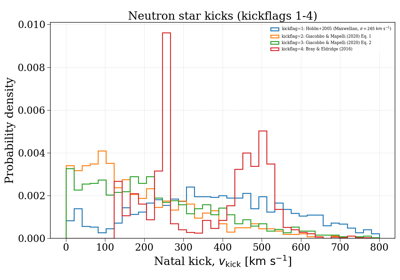 Neutron star kicks (kickflags 1-4)
kickflag=1: Hobbs+2005 (Maxwellian, σ=265 km s⁻¹)
kickflag=2: Giacobbo & Mapelli (2020) Eq. 1
kickflag=3: Giacobbo & Mapelli (2020) Eq. 2
kickflag=4: Bray & Eldridge (2016)
0.010
0.008
0.006
0.004
0.002
0.000
Probability density
0 100 200 300 400 500 600 700 800
Natal kick, v_kick [km s⁻¹]